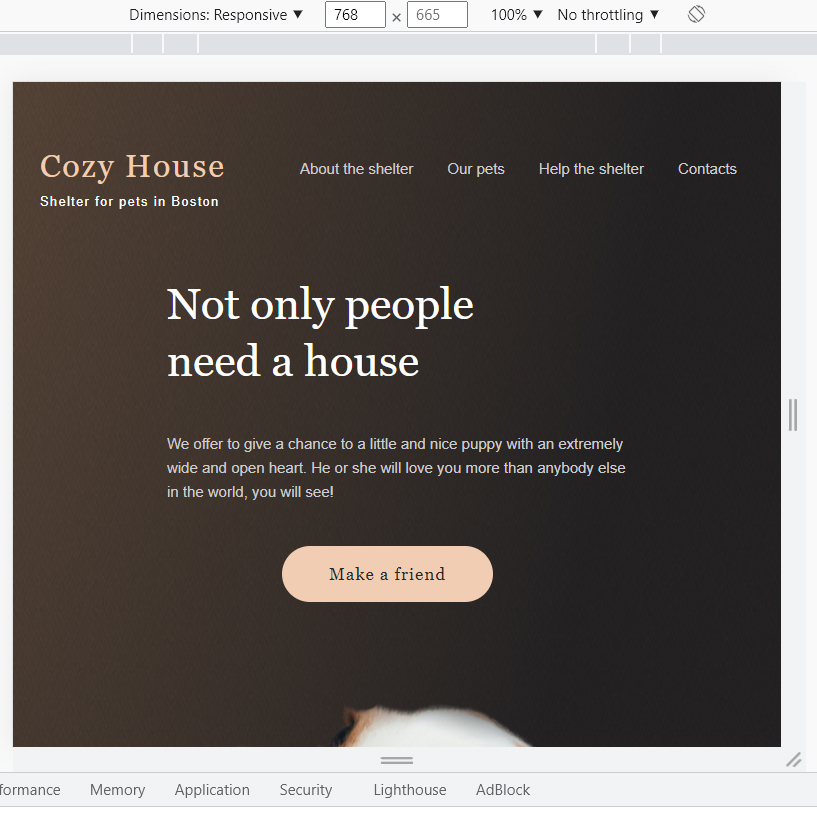 Dimensions: Responsive ▼ 768 × 665 100% ▼ No throttling ▼
Cozy House
Shelter for pets in Boston
About the shelter Our pets Help the shelter Contacts
Not only people
need a house
We offer to give a chance to a little and nice puppy with an extremely
wide and open heart. He or she will love you more than anybody else
in the world, you will see!
Make a friend
formance Memory Application Security Lighthouse AdBlock